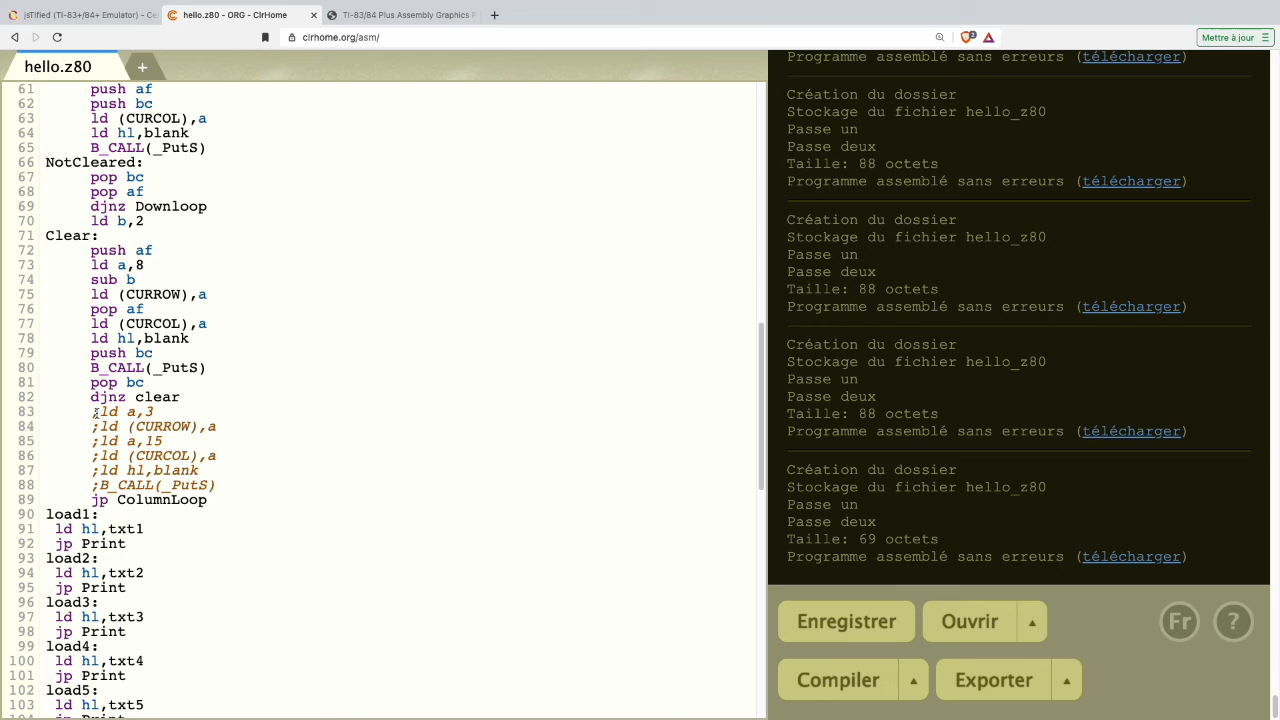 jsTified (TI-83+/84+ Emulator) - Ce
hello.z80 - ORG - ClrHome
TI-83/84 Plus Assembly Graphics P
clrhome.org/asm/
2
Mettre à jour
hello.z80
61 push af
62 push bc
63 ld (CURCOL),a
64 ld hl,blank
65 B_CALL(_PutS)
66 NotCleared:
67 pop bc
68 pop af
69 djnz Downloop
70 ld b,2
71 Clear:
72 push af
73 ld a,8
74 sub b
75 ld (CURROW),a
76 pop af
77 ld (CURCOL),a
78 ld hl,blank
79 push bc
80 B_CALL(_PutS)
81 pop bc
82 djnz clear
83 ;ld a,3
84 ;ld (CURROW),a
85 ;ld a,15
86 ;ld (CURCOL),a
87 ;ld hl,blank
88 ;B_CALL(_PutS)
89 jp ColumnLoop
90 load1:
91 ld hl,txt1
92 jp Print
93 load2:
94 ld hl,txt2
95 jp Print
96 load3:
97 ld hl,txt3
98 jp Print
99 load4:
100 ld hl,txt4
101 jp Print
102 load5:
103 ld hl,txt5
104 jp Print
Programme assemblé sans erreurs (télécharger)
Création du dossier
Stockage du fichier hello_z80
Passe un
Passe deux
Taille: 88 octets
Programme assemblé sans erreurs (télécharger)
Création du dossier
Stockage du fichier hello_z80
Passe un
Passe deux
Taille: 88 octets
Programme assemblé sans erreurs (télécharger)
Création du dossier
Stockage du fichier hello_z80
Passe un
Passe deux
Taille: 88 octets
Programme assemblé sans erreurs (télécharger)
Création du dossier
Stockage du fichier hello_z80
Passe un
Passe deux
Taille: 69 octets
Programme assemblé sans erreurs (télécharger)
Enregistrer
Ouvrir
Fr
?
Compiler
Exporter